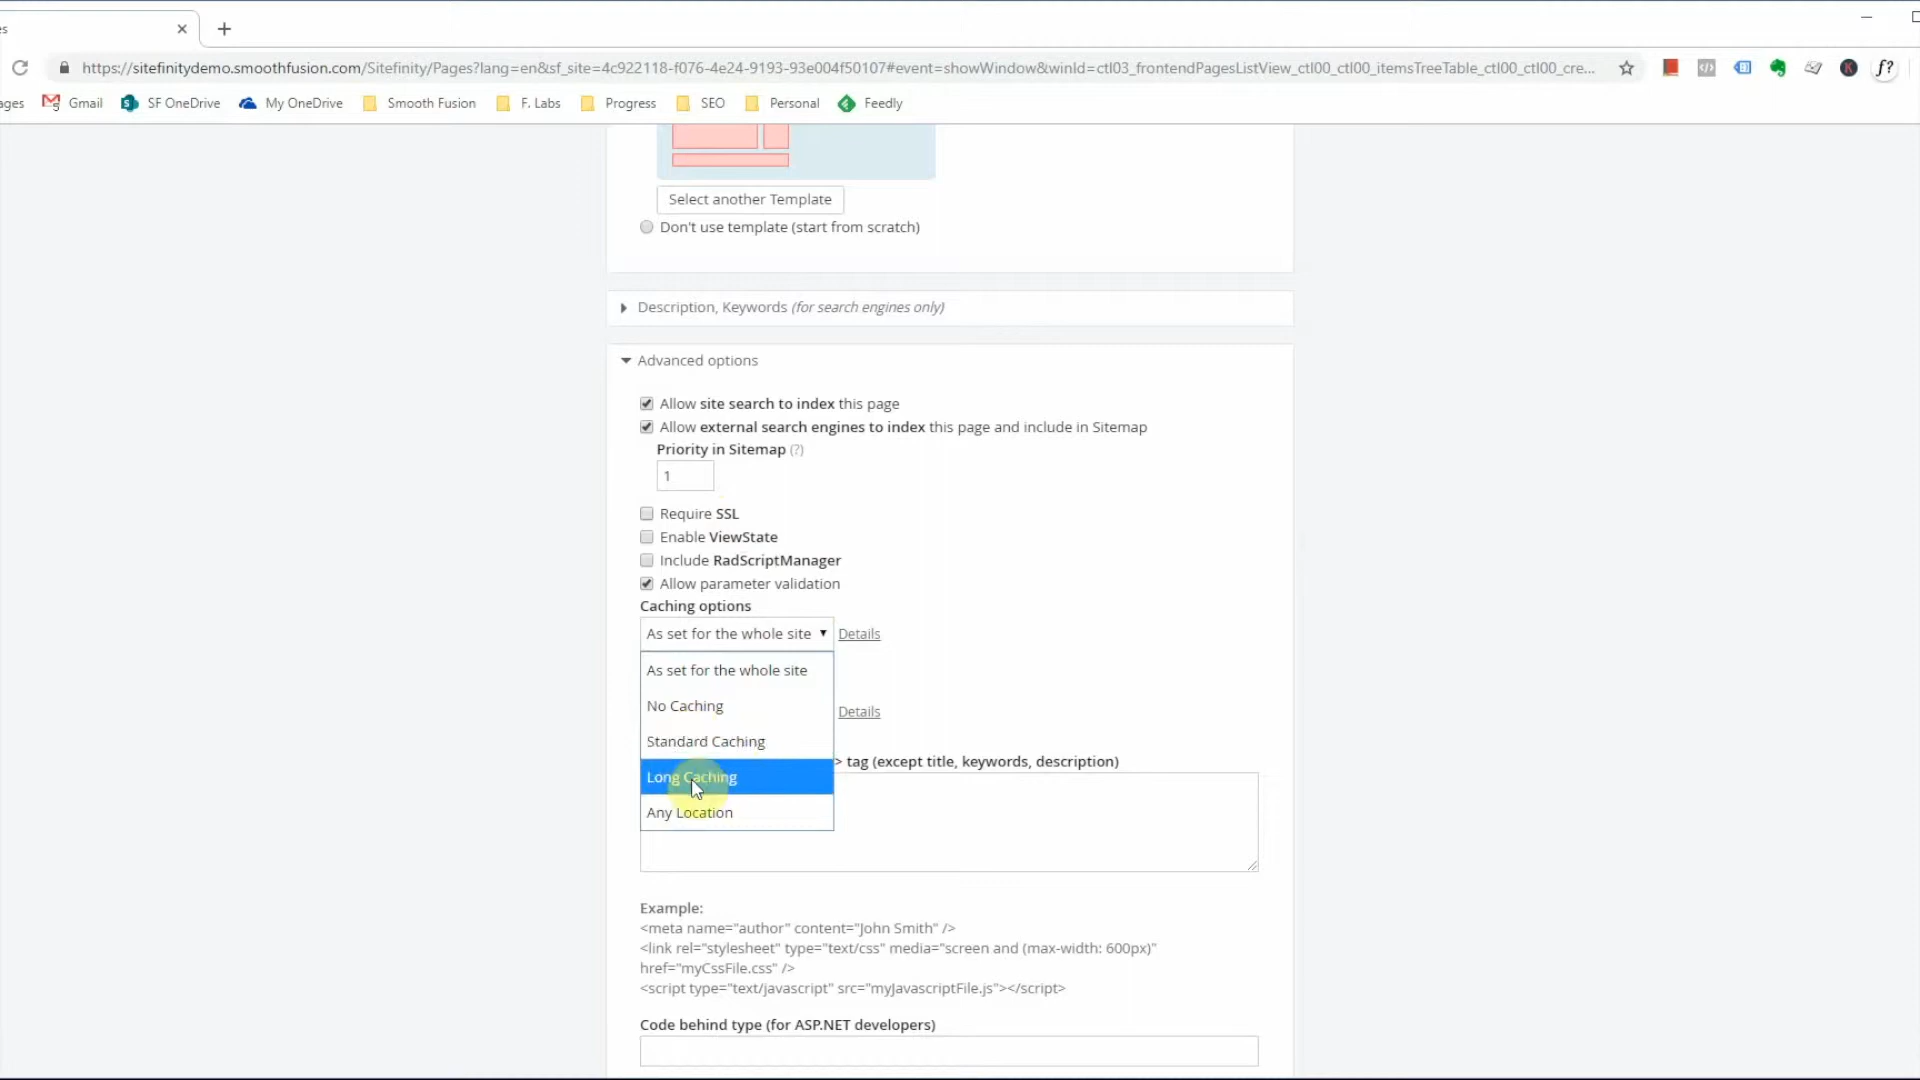 es
https://sitefinitydemo.smoothfusion.com/Sitefinity/Pages?lang=en&sf_site=4c922118-f076-4e24-9193-93e004f50107#event=showWindow&winId=ctl03_frontendPagesListView_ctl00_ctl00_itemsTreeTable_ctl00_ctl00_cre...
ages Gmail SF OneDrive My OneDrive Smooth Fusion F. Labs Progress SEO Personal Feedly
Select another Template
Don't use template (start from scratch)
Description, Keywords (for search engines only)
Advanced options
Allow site search to index this page
Allow external search engines to index this page and include in Sitemap
Priority in Sitemap (?)
1
Require SSL
Enable ViewState
Include RadScriptManager
Allow parameter validation
Caching options
As set for the whole site Details
As set for the whole site
No Caching
Details
Standard Caching
> tag (except title, keywords, description)
Long Caching
Any Location
Example:
<meta name="author" content="John Smith" />
<link rel="stylesheet" type="text/css" media="screen and (max-width: 600px)"
href="myCssFile.css" />
<script type="text/javascript" src="myJavascriptFile.js"></script>
Code behind type (for ASP.NET developers)